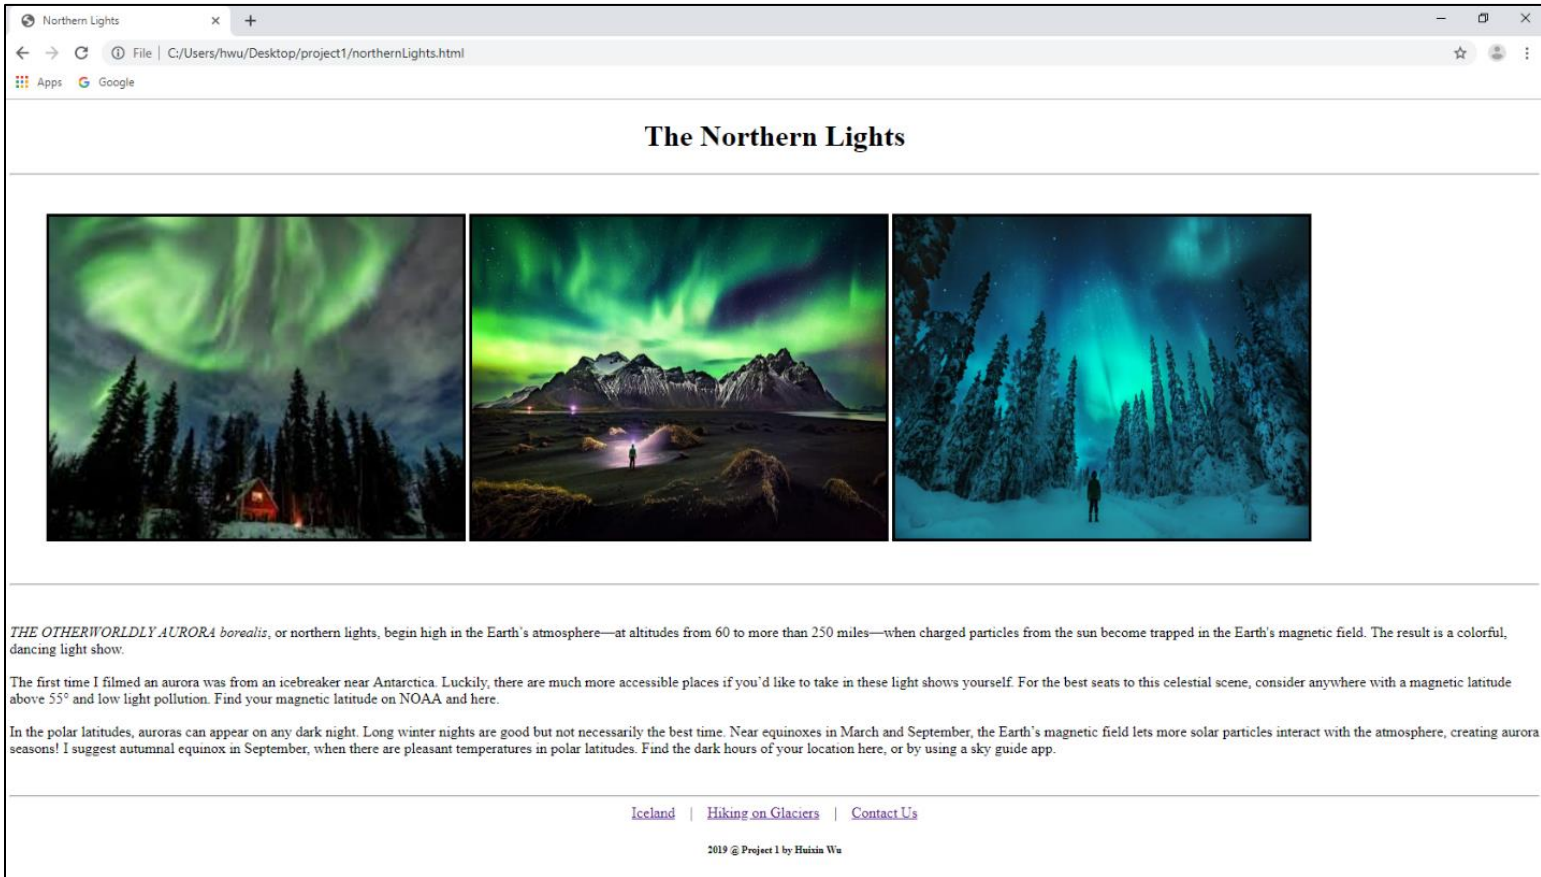 Northern Lights
File | C:/Users/hwu/Desktop/project1/northernLights.html
Apps Google
The Northern Lights
THE OTHERWORLDLY AURORA borealis, or northern lights, begin high in the Earth's atmosphere—at altitudes from 60 to more than 250 miles—when charged particles from the sun become trapped in the Earth's magnetic field. The result is a colorful,
dancing light show.
The first time I filmed an aurora was from an icebreaker near Antarctica. Luckily, there are much more accessible places if you’d like to take in these light shows yourself. For the best seats to this celestial scene, consider anywhere with a magnetic latitude
above 55° and low light pollution. Find your magnetic latitude on NOAA and here.
In the polar latitudes, auroras can appear on any dark night. Long winter nights are good but not necessarily the best time. Near equinoxes in March and September, the Earth’s magnetic field lets more solar particles interact with the atmosphere, creating aurora
seasons! I suggest autumnal equinox in September, when there are pleasant temperatures in polar latitudes. Find the dark hours of your location here, or by using a sky guide app.
Iceland | Hiking on Glaciers | Contact Us
2019 @ Project 1 by Huixin Wu